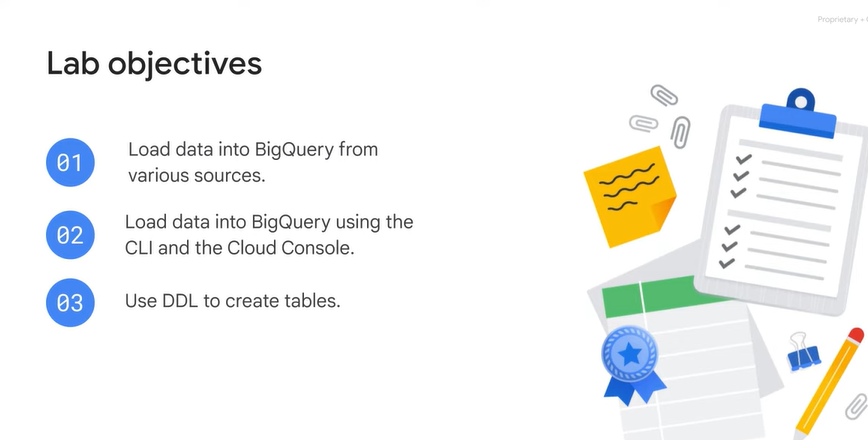 Proprietary +
Lab objectives
01
Load data into BigQuery from
various sources.
02
Load data into BigQuery using the
CLI and the Cloud Console.
03
Use DDL to create tables.